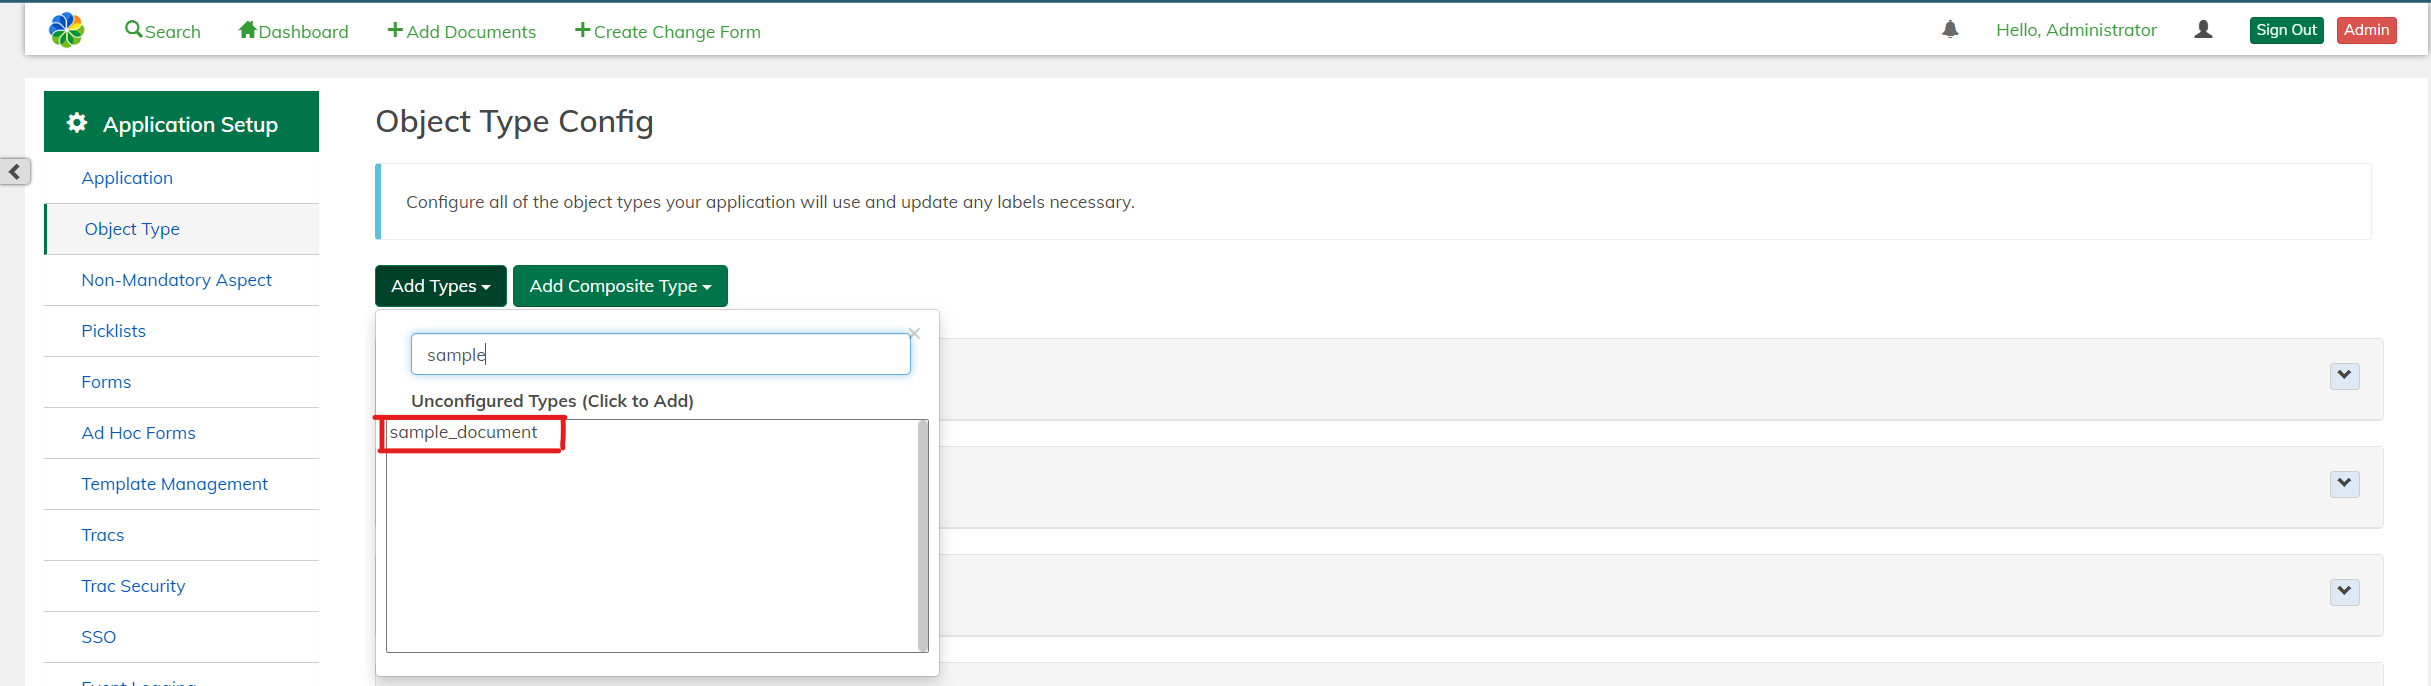 Search Dashboard Add Documents Create Change Form Hello, Administrator Sign Out Admin
Application Setup
Application
Object Type
Non-Mandatory Aspect
Picklists
Forms
Ad Hoc Forms
Template Management
Tracs
Trac Security
SSO
Event Logging
Object Type Config
Configure all of the object types your application will use and update any labels necessary.
Add Types Add Composite Type
sample
Unconfigured Types (Click to Add)
sample_document